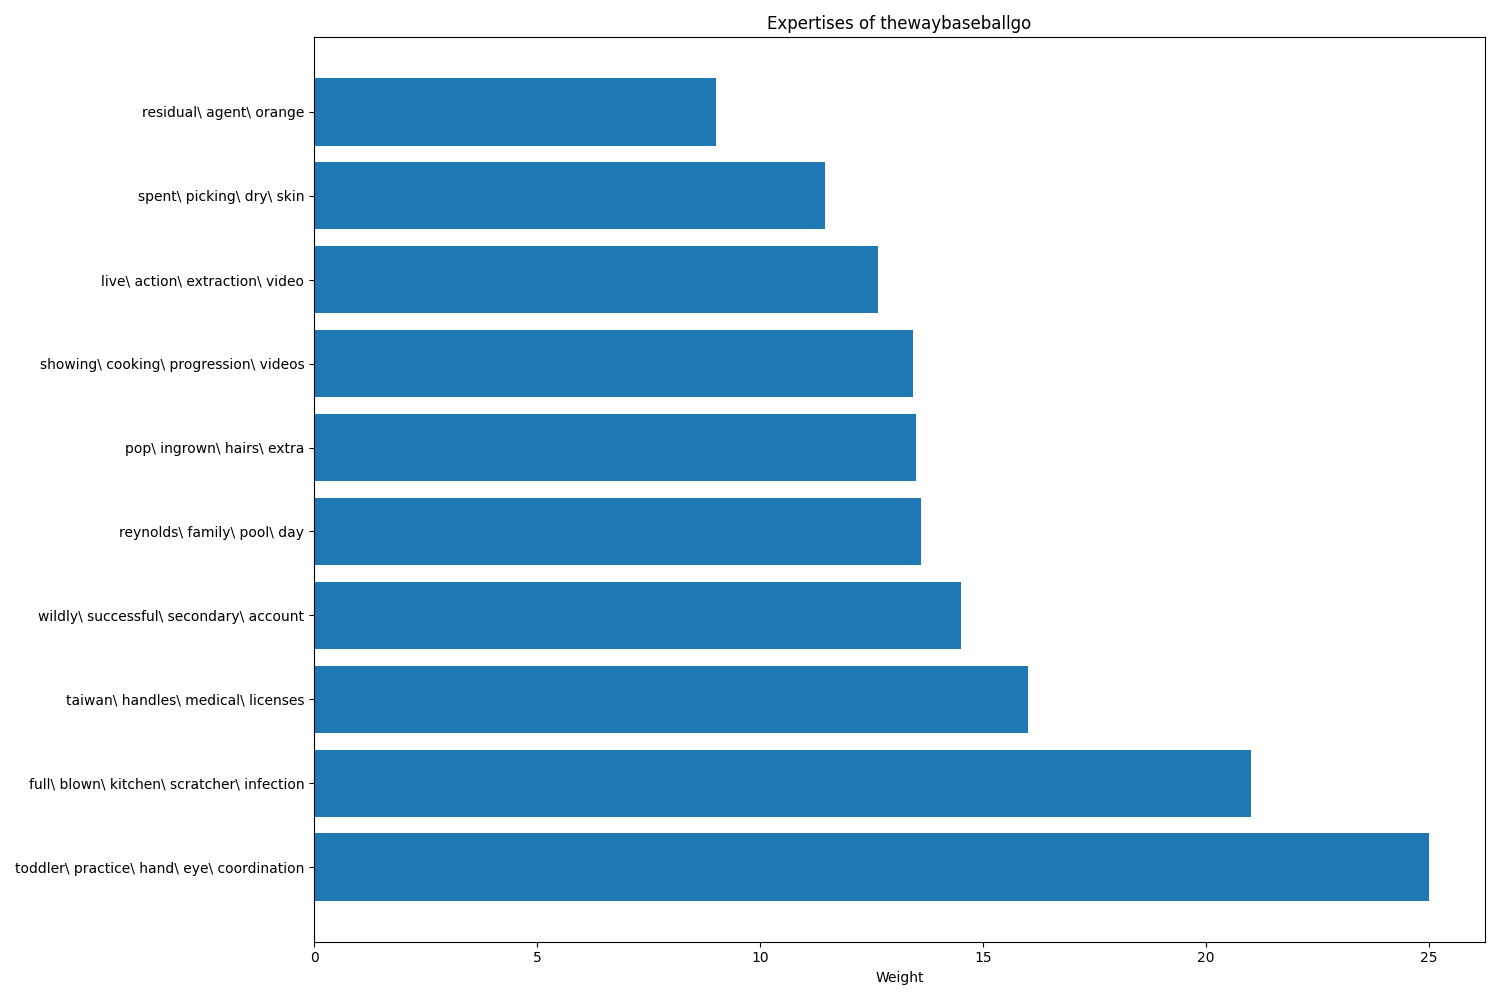 Expertises of thewaybaseballgo
residual\ agent\ orange
spent\ picking\ dry\ skin
live\ action\ extraction\ video
showing\ cooking\ progression\ videos
pop\ ingrown\ hairs\ extra
reynolds\ family\ pool\ day
wildly\ successful\ secondary\ account
taiwan\ handles\ medical\ licenses
full\ blown\ kitchen\ scratcher\ infection
toddler\ practice\ hand\ eye\ coordination
0 5 10 15 20 25
Weight